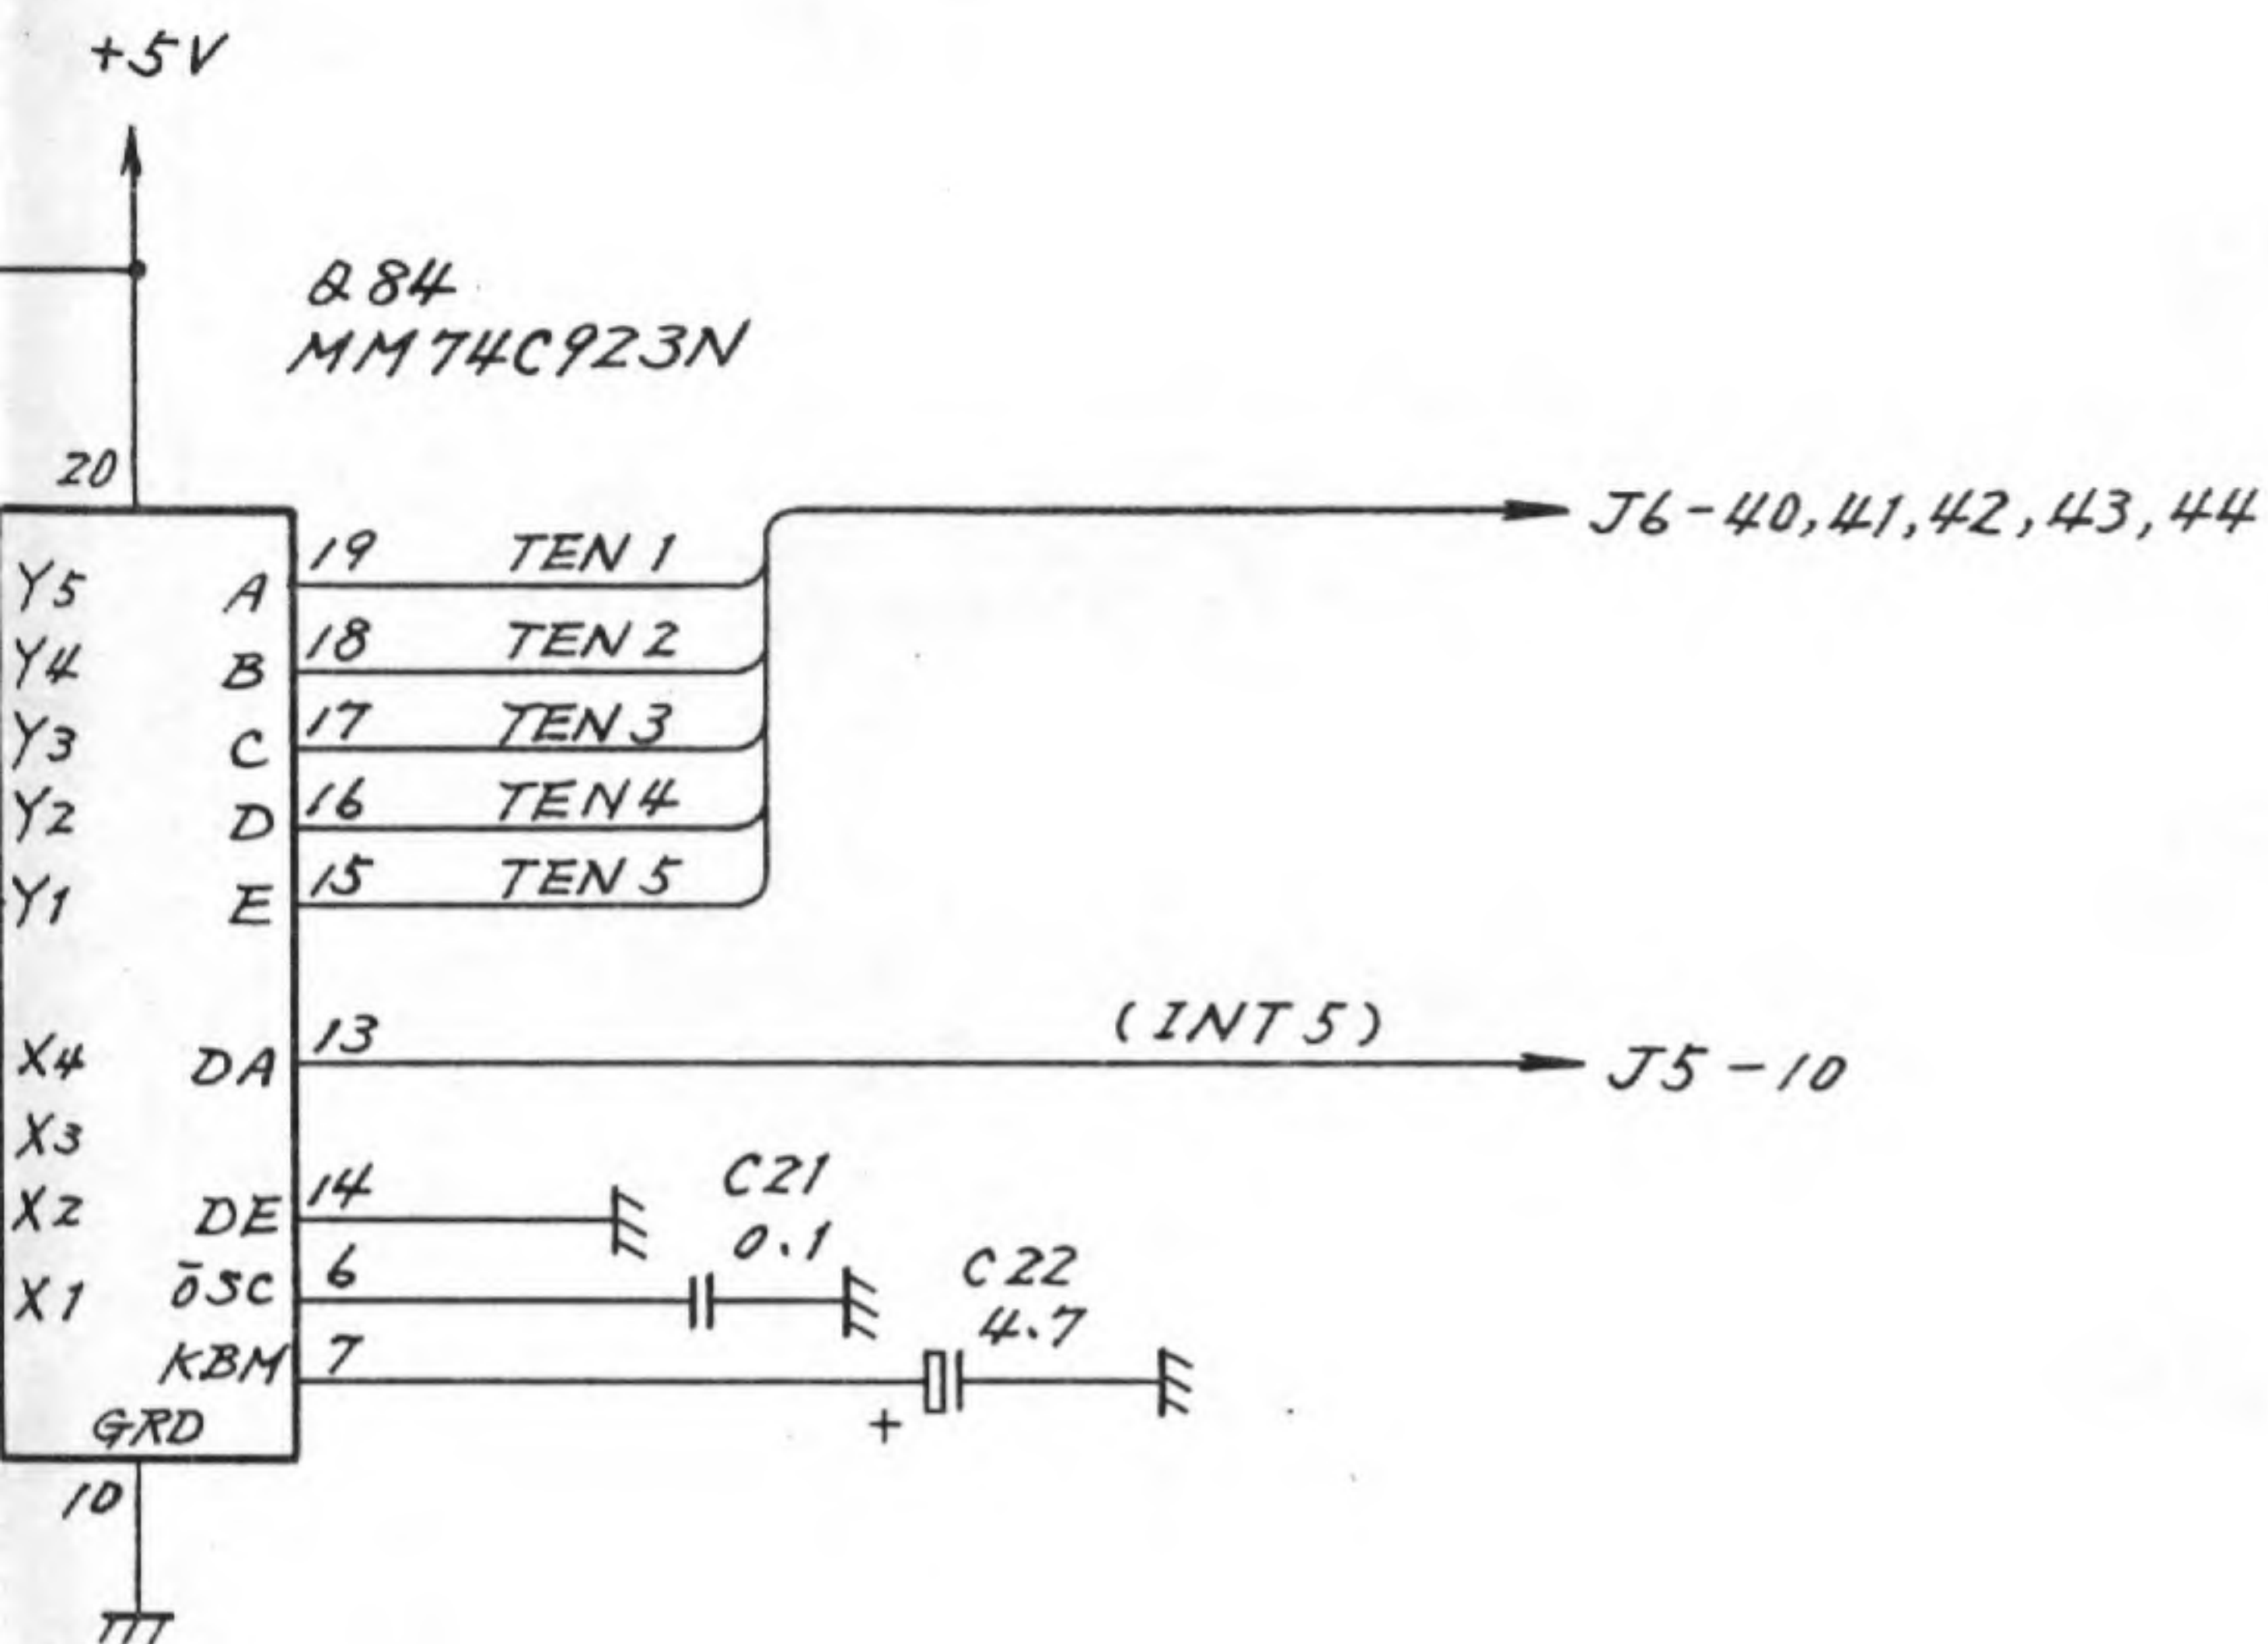 +5V
Q84
MM74C923N
20
J6-40,41,42,43,44
19 TEN 1
Y5 A
18 TEN 2
Y4 B
17 TEN 3
Y3 C
16 TEN 4
Y2 D
15 TEN 5
Y1 E
(INT 5)
13
X4 DA J5-10
X3
14 C21
X2 DE 0.1
6 C22
X1 ōSC 4.7
KBM 7
+
GRD
10